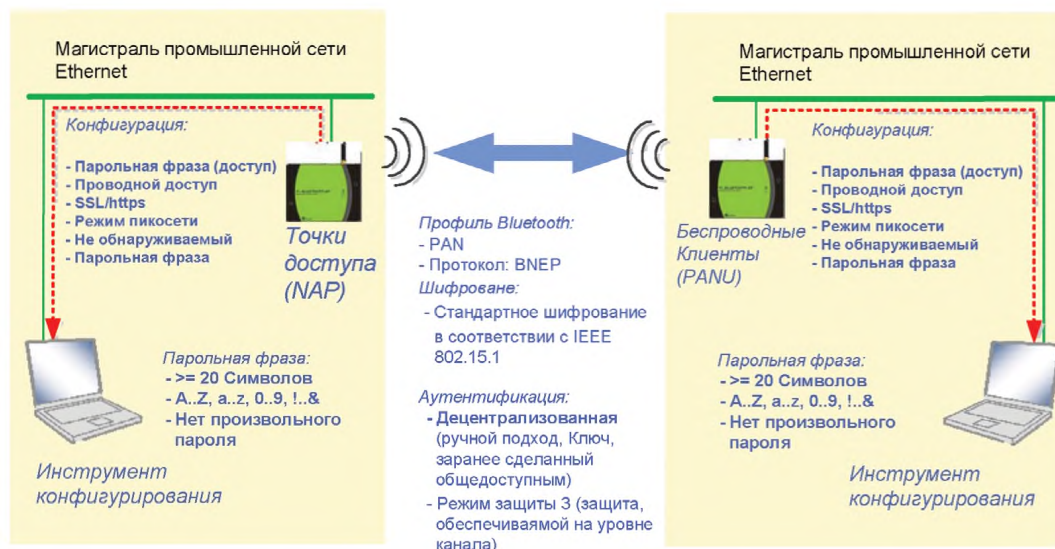 Магистраль промышленной сети
Ethernet
Конфигурация:
- Парольная фраза (доступ)
- Проводной доступ
- SSL/https
- Режим пикосети
- Не обнаруживаемый
- Парольная фраза
Точки
доступа
(NAP)
Парольная фраза:
- >= 20 Символов
- A..Z, a..z, 0..9, !..&
- Нет произвольного
пароля
Инструмент
конфигурирования
Профиль Bluetooth:
- PAN
- Протокол: BNEP
Шифроване:
- Стандартное шифрование
в соответствии с IEEE
802.15.1
Аутентификация:
- Децентрализованная
(ручной подход, Ключ,
заранее сделанный
общедоступным)
- Режим защиты 3 (защита,
обеспечиваямой на уровне
канала)
Магистраль промышленной сети
Ethernet
Конфигурация:
- Парольная фраза (доступ)
- Проводной доступ
- SSL/https
- Режим пикосети
- Не обнаруживаемый
- Парольная фраза
Беспроводные
Клиенты
(PANU)
Парольная фраза:
- >= 20 Символов
- A..Z, a..z, 0..9, !..&
- Нет произвольного
пароля
Инструмент
конфигурирования